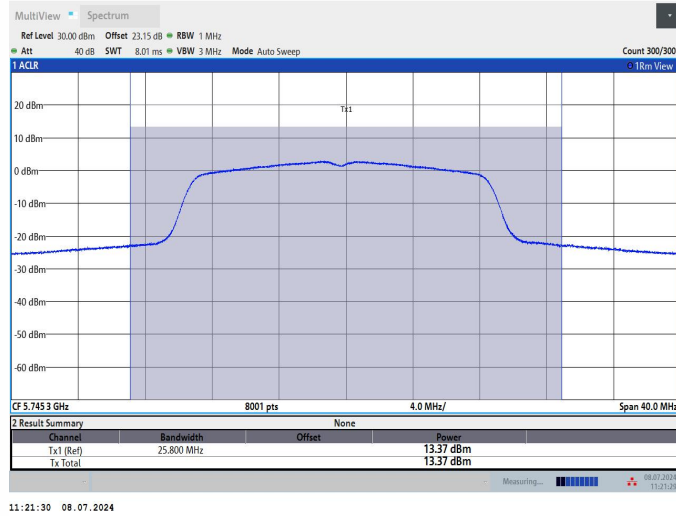 MultiView Spectrum
Ref Level 30.00 dBm Offset 23.15 dB RBW 1 MHz
Att 40 dB SWT 8.01 ms VBW 3 MHz Mode Auto Sweep Count 300/300
1 ACLR 1Rm View
Tx1
20 dBm
10 dBm
0 dBm
-10 dBm
-20 dBm
-30 dBm
-40 dBm
-50 dBm
-60 dBm
CF 5.7453 GHz 8001 pts 4.0 MHz/ Span 40.0 MHz
2 Result Summary None
Channel Bandwidth Offset Power
Tx1 (Ref) 25.800 MHz 13.37 dBm
Tx Total 13.37 dBm
Measuring... 08.07.2024
11:21:29
11:21:30 08.07.2024